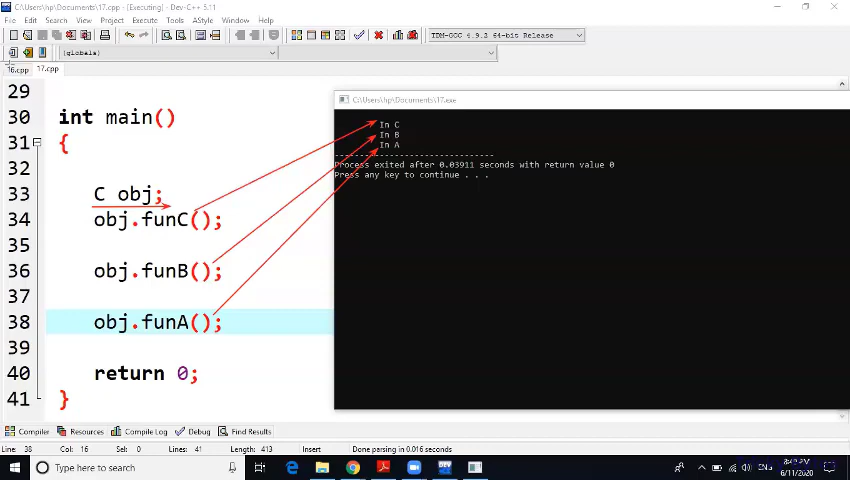 C:\Users\hp\Documents\17.cpp - [Executing] - Dev-C++ 5.11
File Edit Search View Project Execute Tools AStyle Window Help
TDM-GCC 4.9.2 64-bit Release
(globals)
16.cpp 17.cpp
29
30 int main()
31 {
32
33 C obj;
34 obj.funC();
35
36 obj.funB();
37
38 obj.funA();
39
40 return 0;
41 }
C:\Users\hp\Documents\17.exe
In C
In B
In A
--------------------------------
Process exited after 0.03911 seconds with return value 0
Press any key to continue . . .
Compiler Resources Compile Log Debug Find Results
Line: 38 Col: 16 Sel: 0 Lines: 41 Length: 413 Insert Done parsing in 0.016 seconds
Type here to search
DEV
ENG
6/11/2020